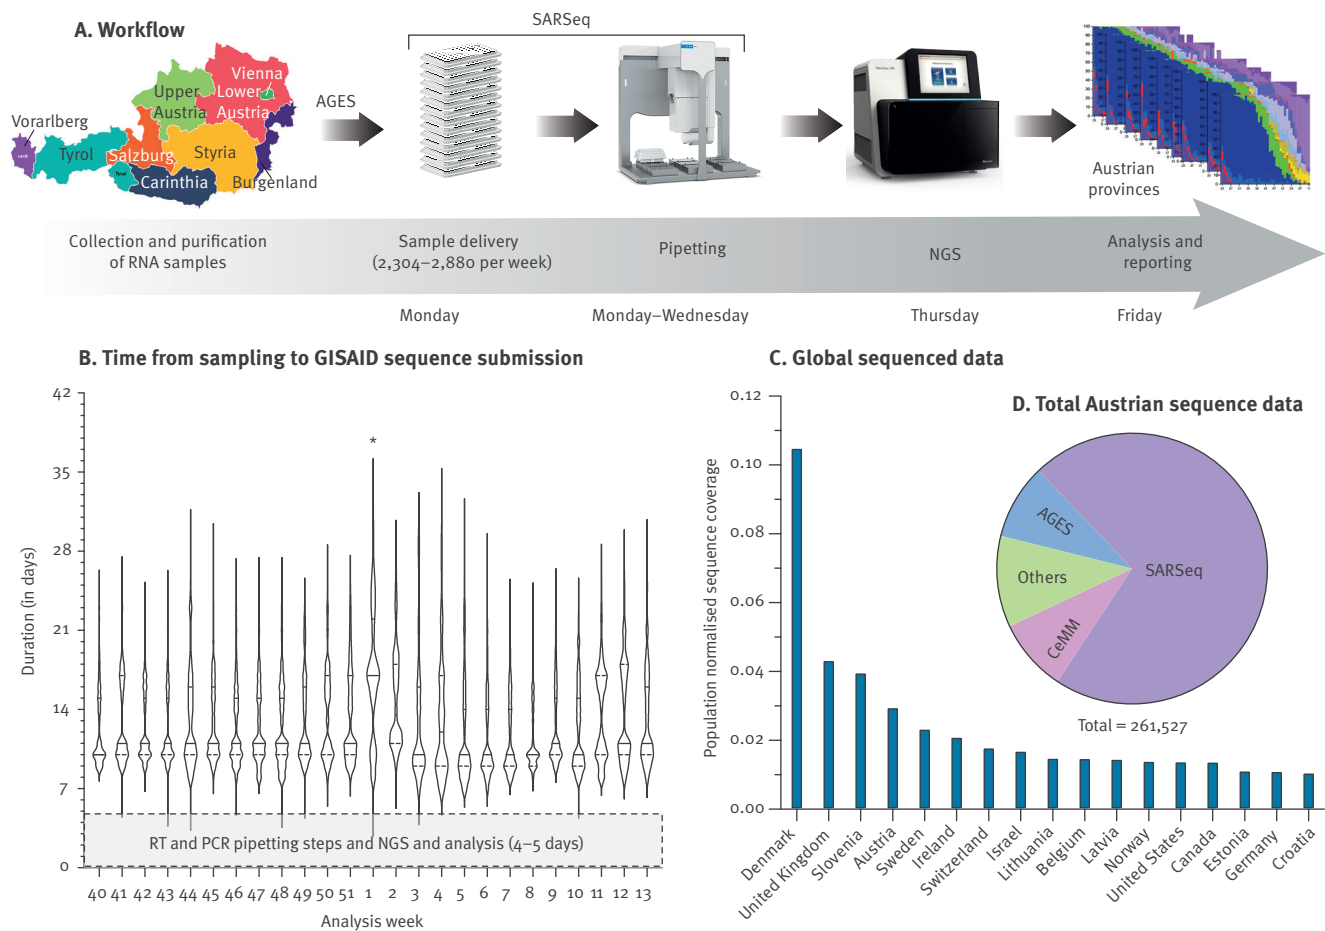 A. Workflow
SARSeq
Vienna
Upper
Lower
Austria
Austria
Vorarlberg
Tyrol
Salzburg
Styria
Tyrol
Carinthia
Burgenland
AGES
Austrian
provinces
Collection and purification
of RNA samples
Sample delivery
(2,304–2,880 per week)
Pipetting
NGS
Analysis and
reporting
Monday
Monday–Wednesday
Thursday
Friday
B. Time from sampling to GISAID sequence submission
Duration (in days)
42
35
28
21
14
7
0
*
RT and PCR pipetting steps and NGS and analysis (4–5 days)
40 41 42 43 44 45 46 47 48 49 50 51 1 2 3 4 5 6 7 8 9 10 11 12 13
Analysis week
C. Global sequenced data
Population normalised sequence coverage
0.12
0.10
0.08
0.06
0.04
0.02
0.00
Denmark
United Kingdom
Slovenia
Austria
Sweden
Ireland
Switzerland
Israel
Lithuania
Belgium
Latvia
Norway
United States
Canada
Estonia
Germany
Croatia
D. Total Austrian sequence data
AGES
Others
CeMM
SARSeq
Total = 261,527